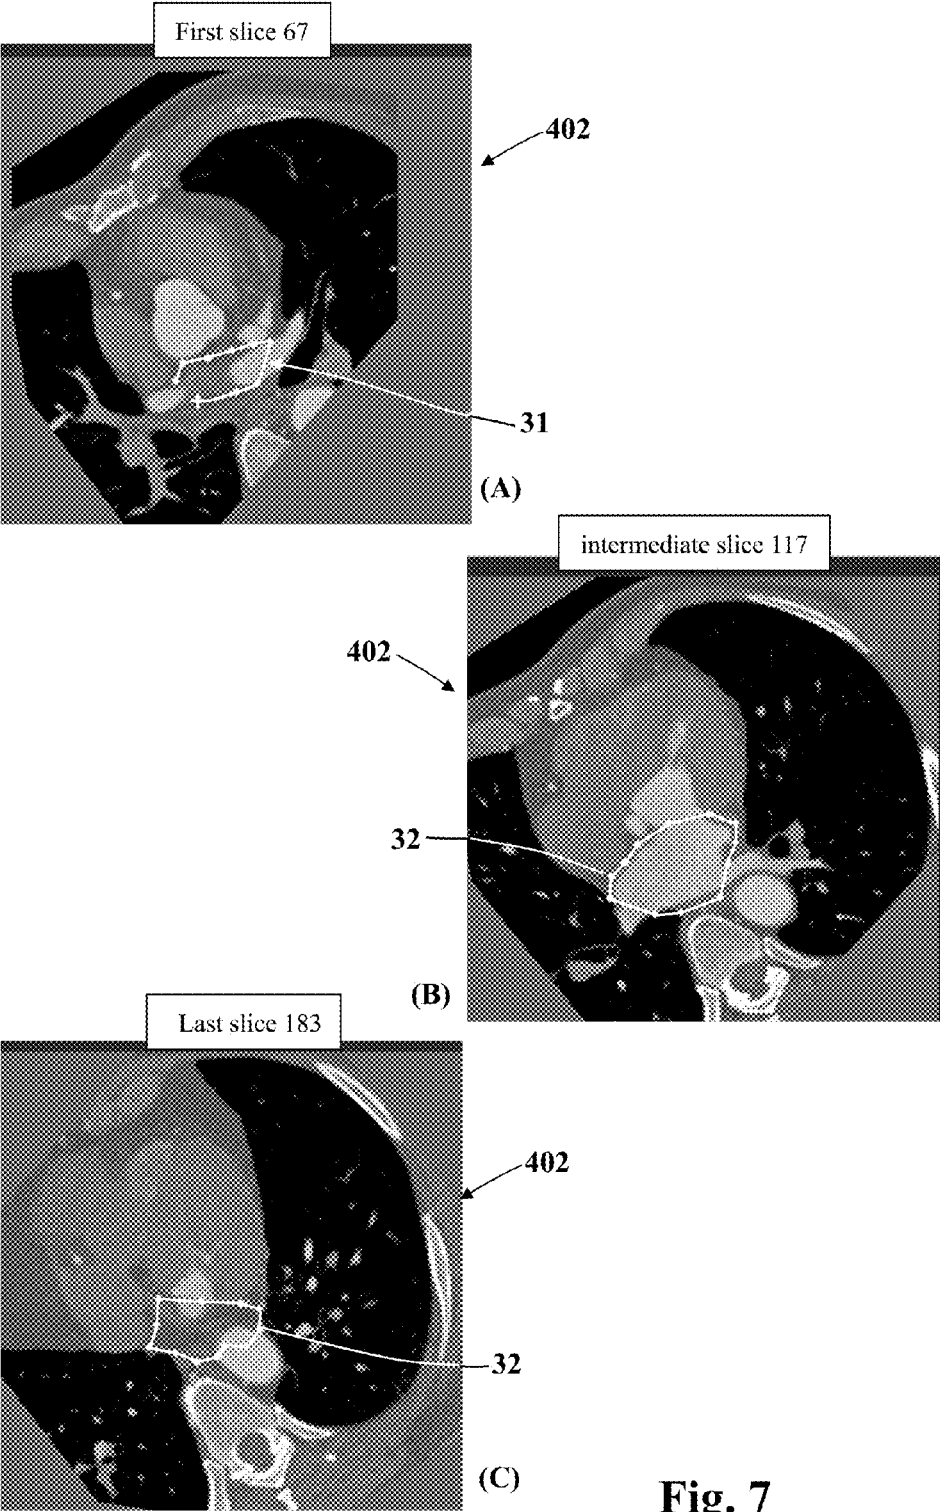 First slice 67
402
31
(A)
intermediate slice 117
402
32
(B)
Last slice 183
402
32
(C)
Fig. 7